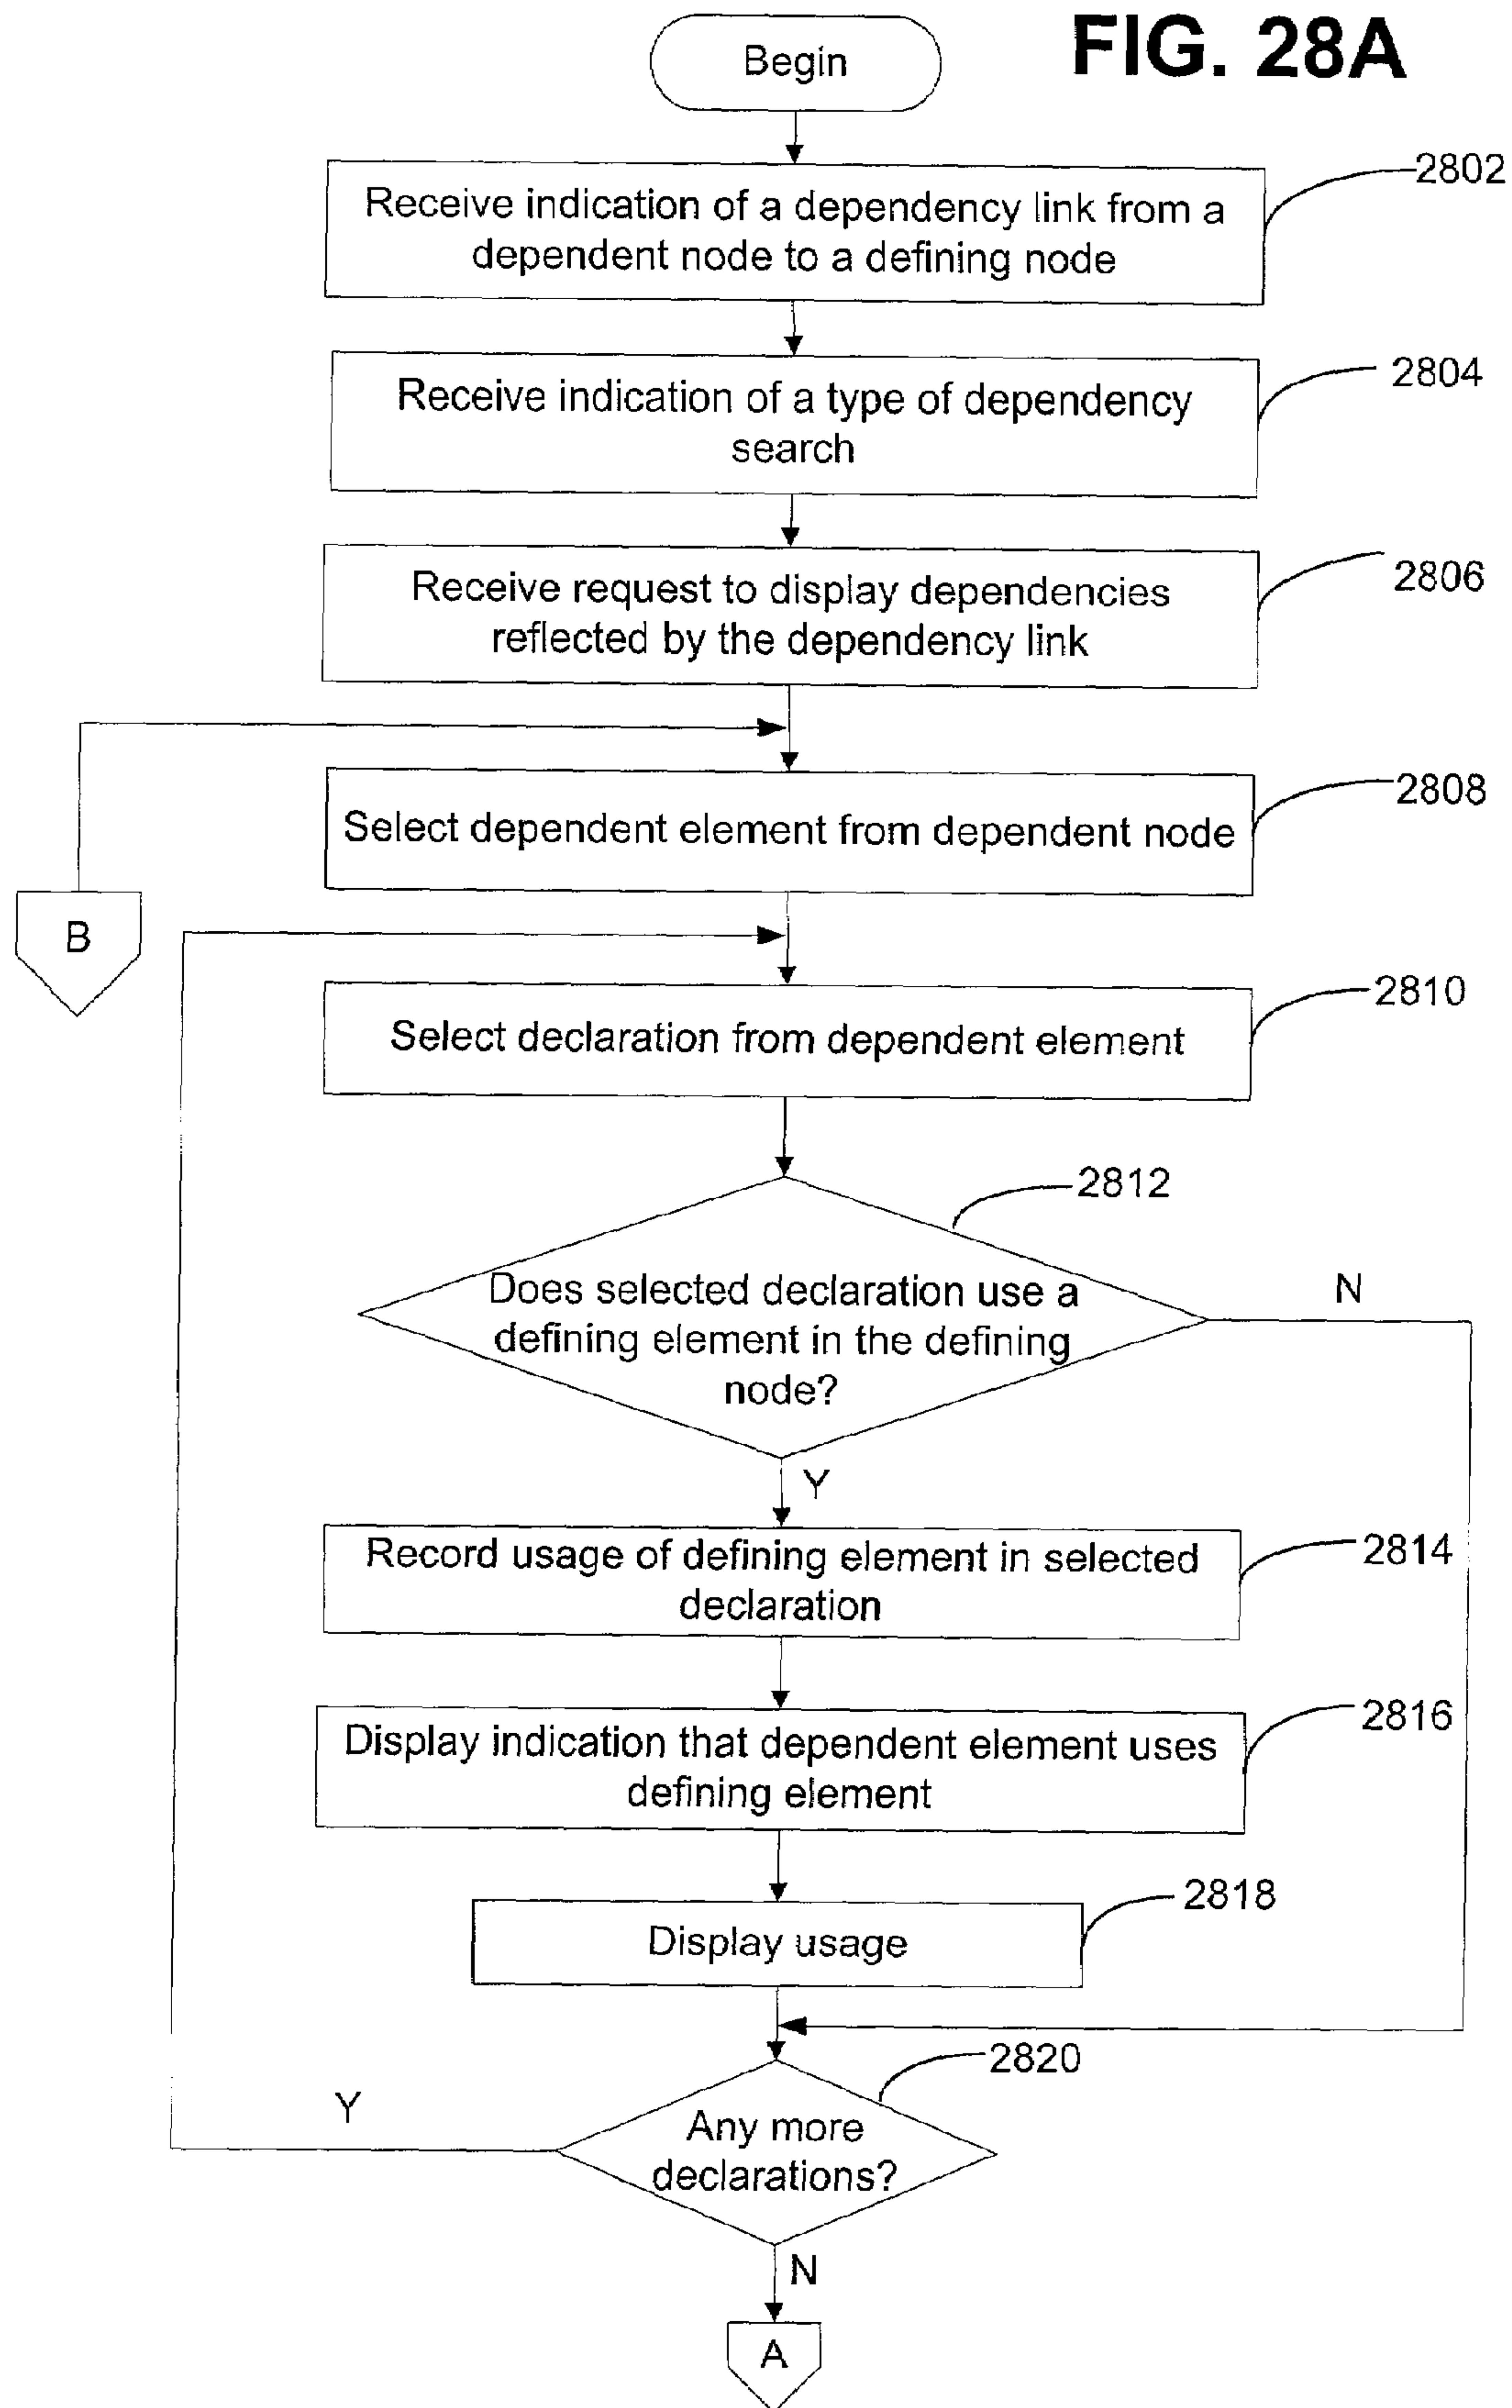 FIG. 28A
Begin
2802
Receive indication of a dependency link from a
dependent node to a defining node
2804
Receive indication of a type of dependency
search
2806
Receive request to display dependencies
reflected by the dependency link
2808
Select dependent element from dependent node
B
2810
Select declaration from dependent element
2812
Does selected declaration use a
defining element in the defining
node?
N
Y
2814
Record usage of defining element in selected
declaration
2816
Display indication that dependent element uses
defining element
2818
Display usage
2820
Any more
declarations?
Y
N
A